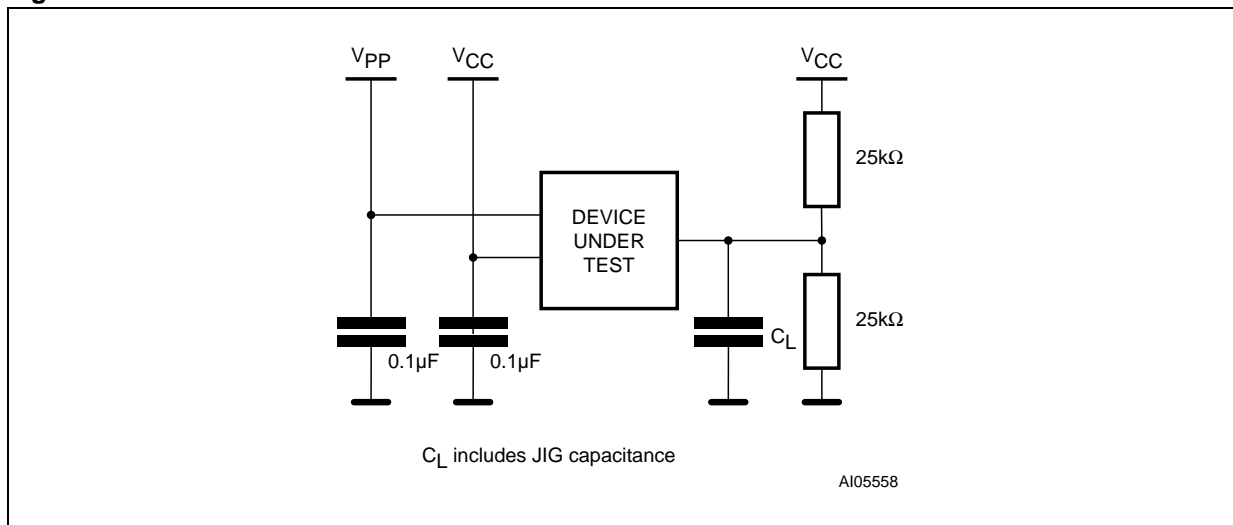 VPP
VCC
VCC
25kΩ
DEVICE
UNDER
TEST
25kΩ
CL
0.1µF
0.1µF
CL includes JIG capacitance
AI05558